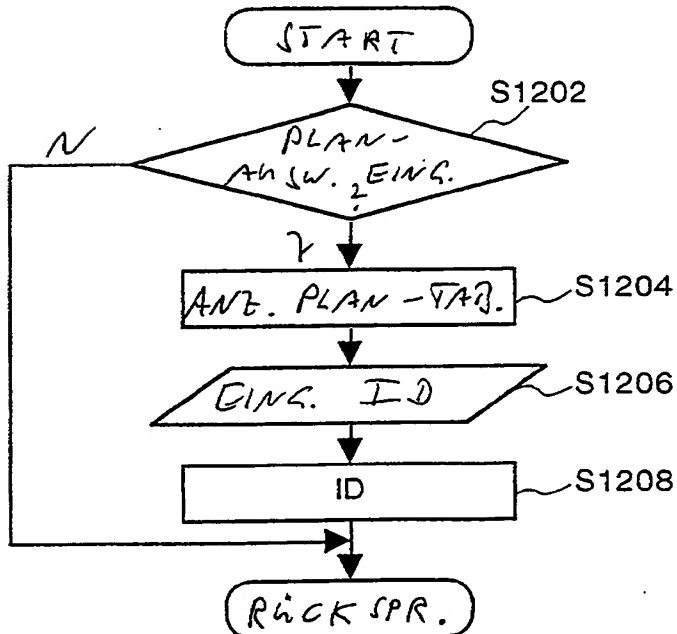 START
S1202
PLAN-
AUSW. EING.
?
N
Y
ANZ. PLAN-TAB.
S1204
EING. ID
S1206
ID
S1208
RÜCKSPR.